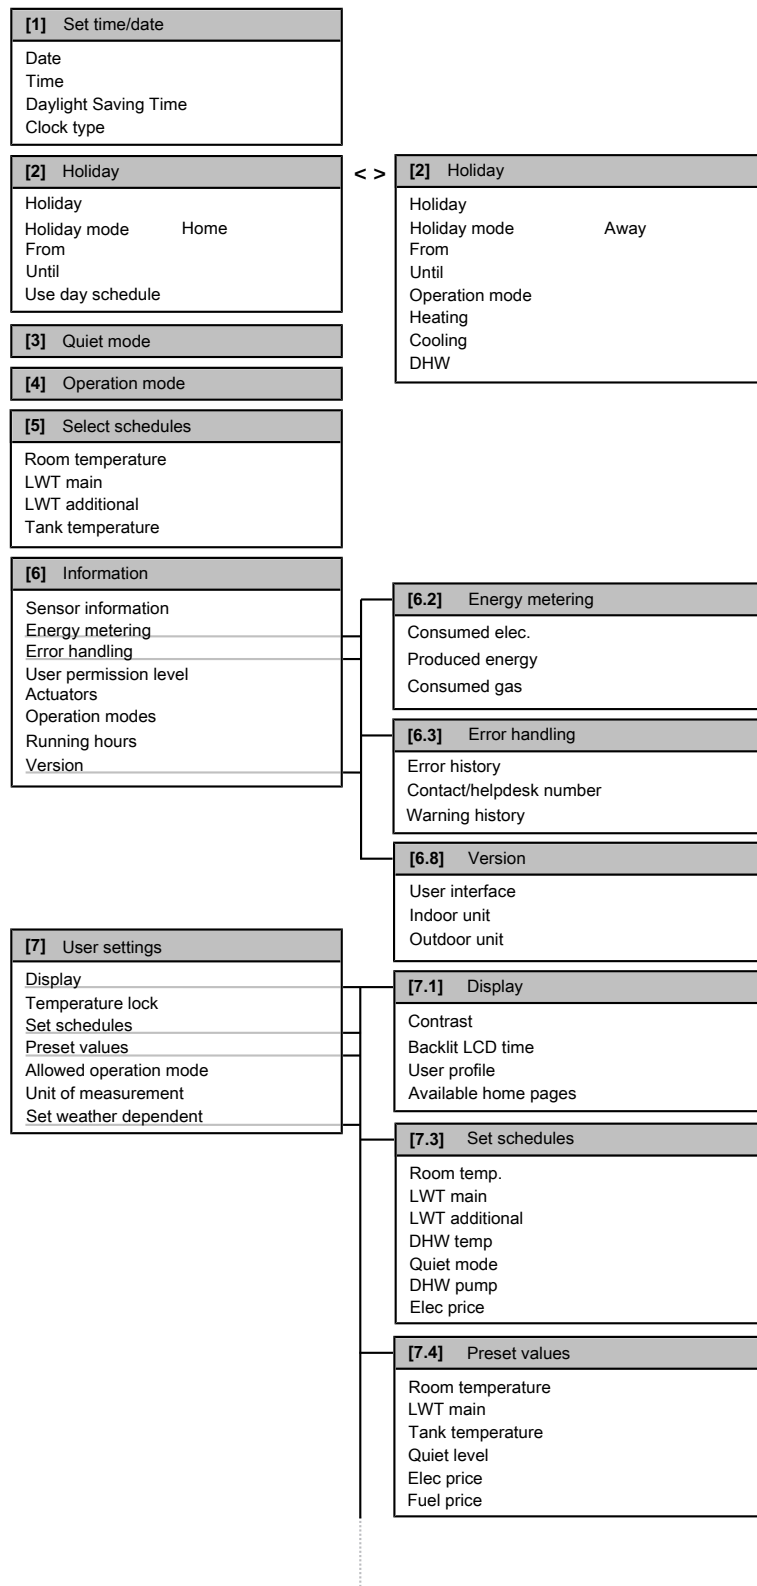 [1] Set time/date
Date
Time
Daylight Saving Time
Clock type
[2] Holiday
Holiday
Holiday mode Home
From
Until
Use day schedule
< >
[2] Holiday
Holiday
Holiday mode Away
From
Until
Operation mode
Heating
Cooling
DHW
[3] Quiet mode
[4] Operation mode
[5] Select schedules
Room temperature
LWT main
LWT additional
Tank temperature
[6] Information
Sensor information
Energy metering
Error handling
User permission level
Actuators
Operation modes
Running hours
Version
[6.2] Energy metering
Consumed elec.
Produced energy
Consumed gas
[6.3] Error handling
Error history
Contact/helpdesk number
Warning history
[6.8] Version
User interface
Indoor unit
Outdoor unit
[7] User settings
Display
Temperature lock
Set schedules
Preset values
Allowed operation mode
Unit of measurement
Set weather dependent
[7.1] Display
Contrast
Backlit LCD time
User profile
Available home pages
[7.3] Set schedules
Room temp.
LWT main
LWT additional
DHW temp
Quiet mode
DHW pump
Elec price
[7.4] Preset values
Room temperature
LWT main
Tank temperature
Quiet level
Elec price
Fuel price